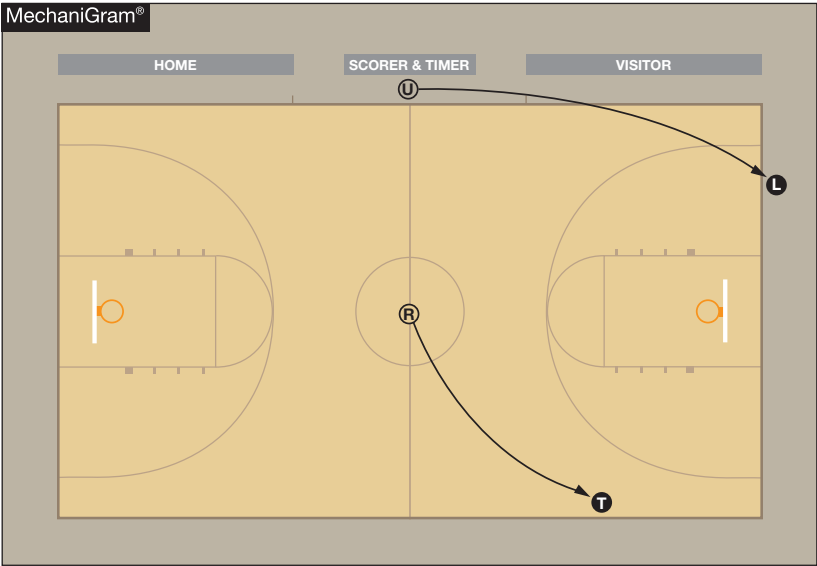 MechaniGram®
HOME
SCORER & TIMER
VISITOR
U
L
R
T